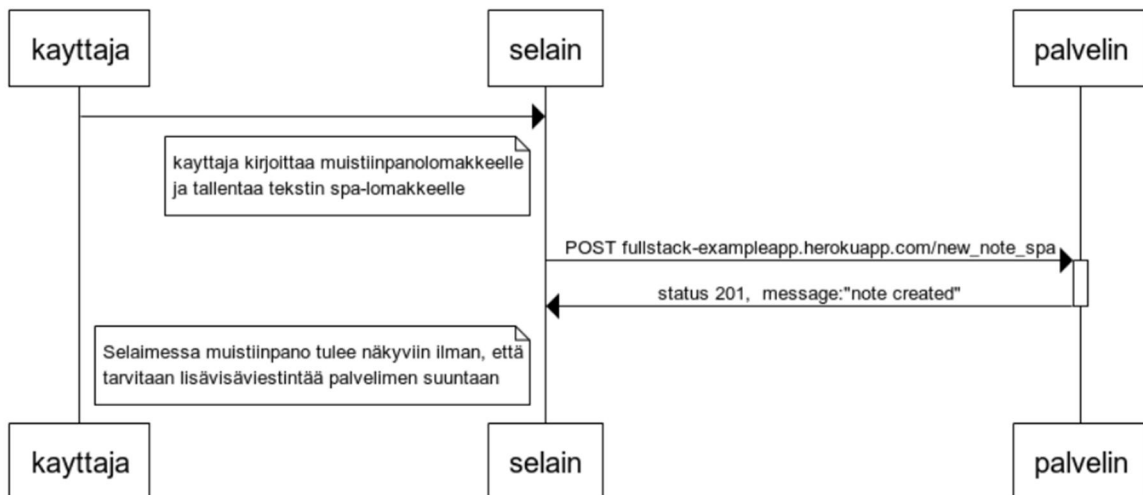 kayttaja
selain
palvelin
kayttaja kirjoittaa muistiinpanolomakkeelle
ja tallentaa tekstin spa-lomakkeelle
POST fullstack-exampleapp.herokuapp.com/new_note_spa
status 201, message:"note created"
Selaimessa muistiinpano tulee näkyviin ilman, että
tarvitaan lisävisäviestintää palvelimen suuntaan
kayttaja
selain
palvelin